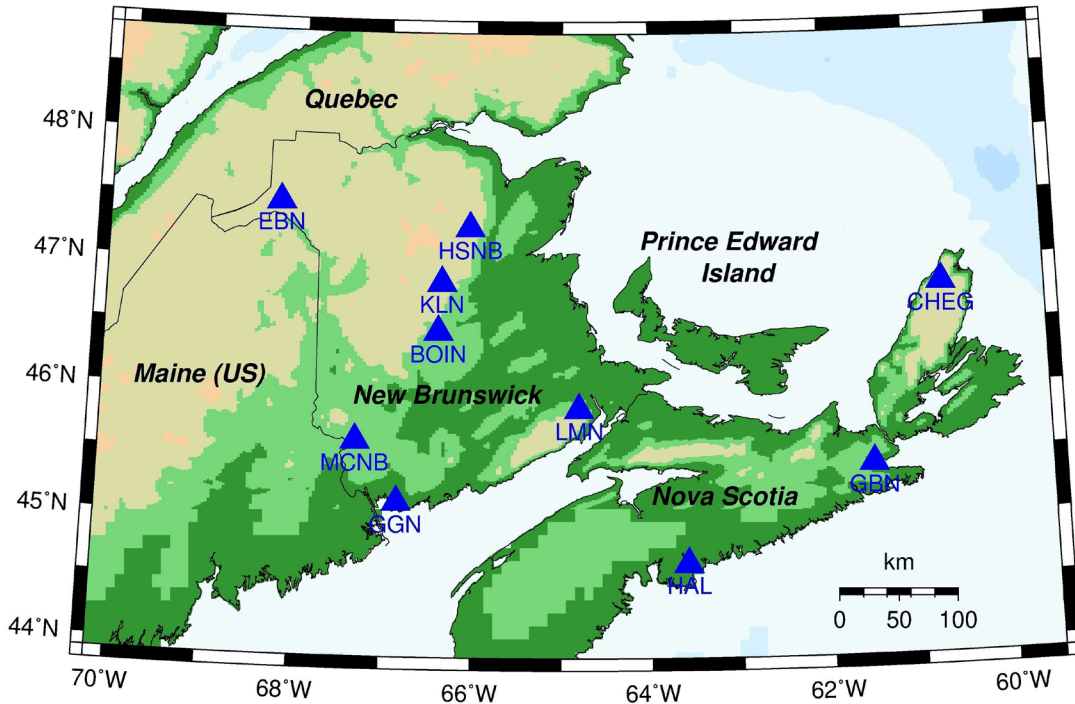 Quebec
48°N
EBN
47°N
HSNB
Prince Edward
Island
KLN
CHEG
BOIN
46°N
Maine (US)
New Brunswick
LMN
MCNB
GBN
45°N
Nova Scotia
GGN
km
HAL
0 50 100
44°N
70°W 68°W 66°W 64°W 62°W 60°W